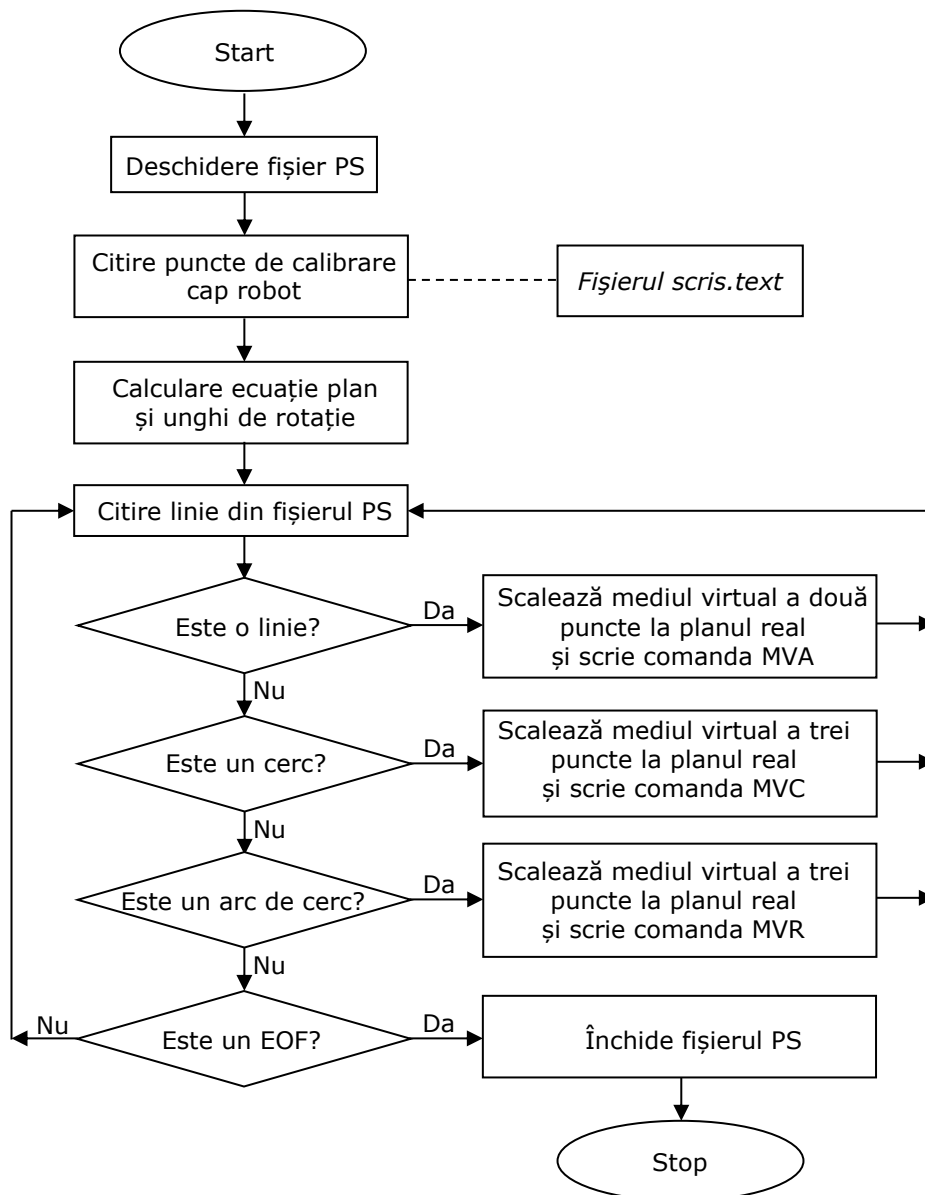 Start
Deschidere fișier PS
Citire puncte de calibrare
cap robot
Fişierul scris.text
Calculare ecuație plan
și unghi de rotație
Citire linie din fișierul PS
Este o linie?
Da
Scalează mediul virtual a două
puncte la planul real
și scrie comanda MVA
Nu
Este un cerc?
Da
Scalează mediul virtual a trei
puncte la planul real
și scrie comanda MVC
Nu
Este un arc de cerc?
Da
Scalează mediul virtual a trei
puncte la planul real
și scrie comanda MVR
Nu
Nu
Este un EOF?
Da
Închide fișierul PS
Stop